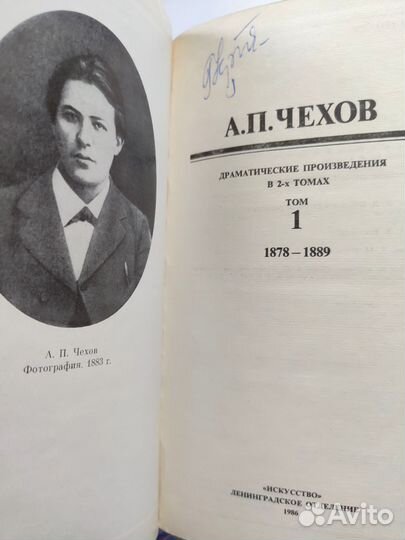 А. П. Чехов
Фотография. 1883 г.
А.П.ЧЕХОВ
ДРАМАТИЧЕСКИЕ ПРОИЗВЕДЕНИЯ
В 2-х ТОМАХ
ТОМ
1
1878—1889
«ИСКУССТВО»
ЛЕНИНГРАДСКОЕ ОТДЕЛЕНИЕ
1986
Avito